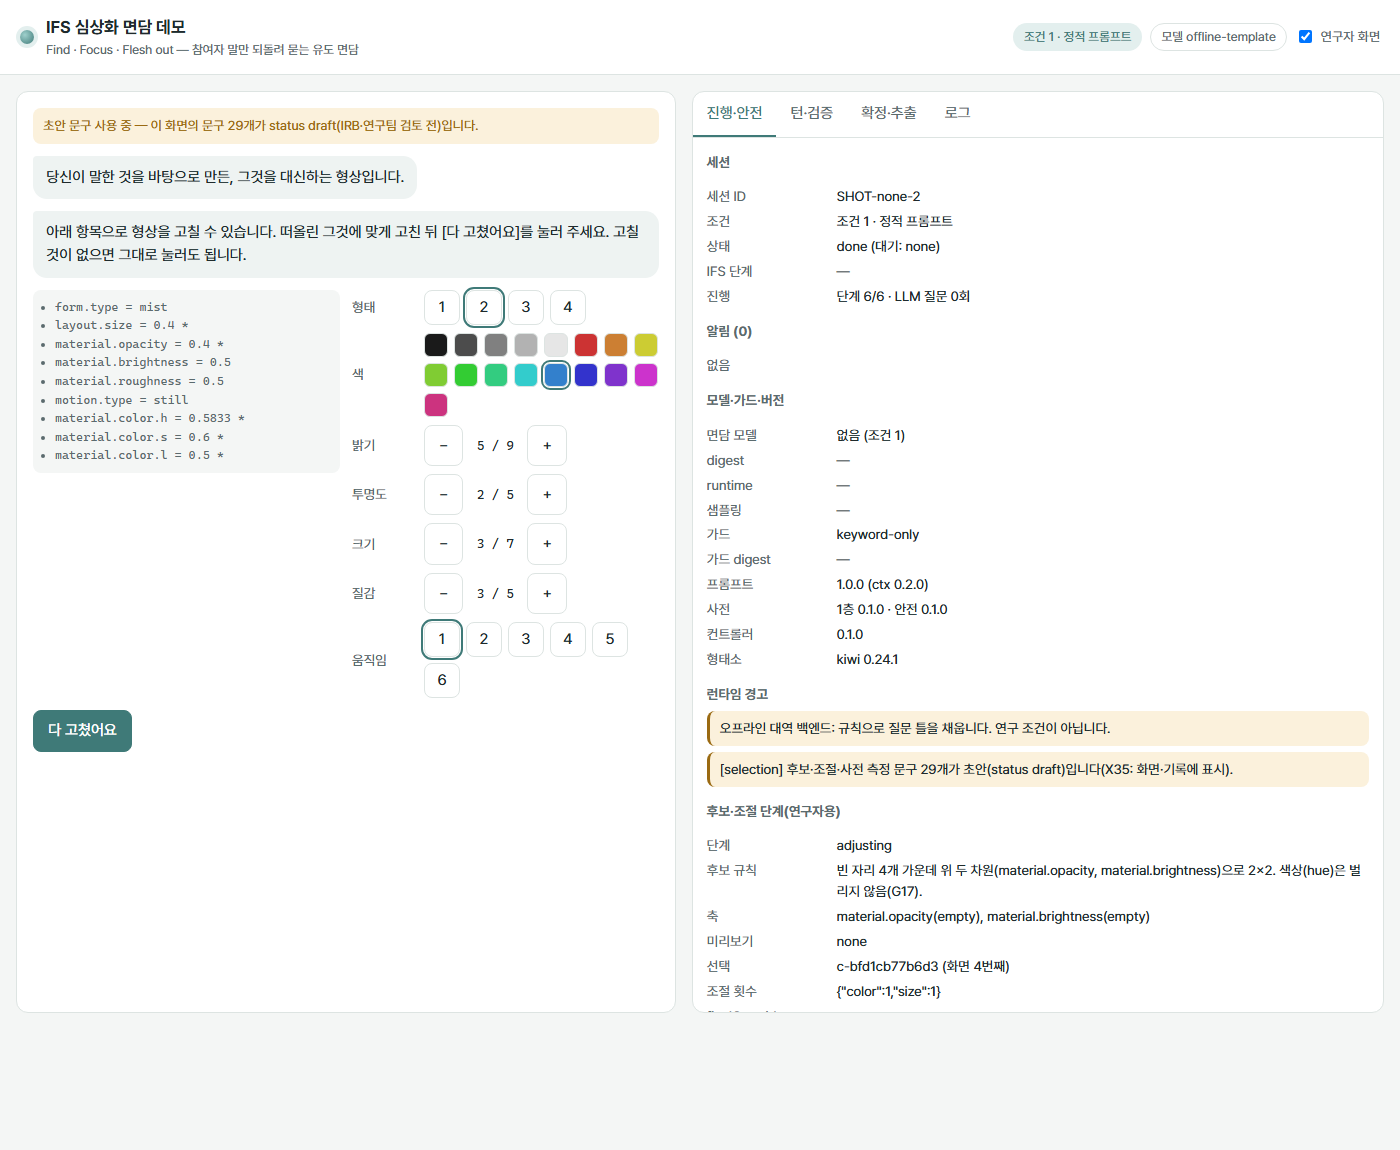 IFS 심상화 면담 데모
Find · Focus · Flesh out — 참여자 말만 되돌려 묻는 유도 면담
조건 1 · 정적 프롬프트
모델 offline-template
연구자 화면
초안 문구 사용 중 — 이 화면의 문구 29개가 status draft(IRB·연구팀 검토 전)입니다.
당신이 말한 것을 바탕으로 만든, 그것을 대신하는 형상입니다.
아래 항목으로 형상을 고칠 수 있습니다. 떠올린 그것에 맞게 고친 뒤 [다 고쳤어요]를 눌러 주세요. 고칠
것이 없으면 그대로 눌러도 됩니다.
form.type = mist
layout.size = 0.4 *
material.opacity = 0.4 *
material.brightness = 0.5
material.roughness = 0.5
motion.type = still
material.color.h = 0.5833 *
material.color.s = 0.6 *
material.color.l = 0.5 *
형태 1 2 3 4
색
밝기 − 5 / 9 +
투명도 − 2 / 5 +
크기 − 3 / 7 +
질감 − 3 / 5 +
움직임 1 2 3 4 5
6
다 고쳤어요
진행·안전 턴·검증 확정·추출 로그
세션
세션 ID SHOT-none-2
조건 조건 1 · 정적 프롬프트
상태 done (대기: none)
IFS 단계 —
진행 단계 6/6 · LLM 질문 0회
알림 (0)
없음
모델·가드·버전
면담 모델 없음 (조건 1)
digest —
runtime —
샘플링 —
가드 keyword-only
가드 digest —
프롬프트 1.0.0 (ctx 0.2.0)
사전 1층 0.1.0 · 안전 0.1.0
컨트롤러 0.1.0
형태소 kiwi 0.24.1
런타임 경고
오프라인 대역 백엔드: 규칙으로 질문 틀을 채웁니다. 연구 조건이 아닙니다.
[selection] 후보·조절·사전 측정 문구 29개가 초안(status draft)입니다(X35: 화면·기록에 표시).
후보·조절 단계(연구자용)
단계 adjusting
후보 규칙 빈 자리 4개 가운데 위 두 차원(material.opacity, material.brightness)으로 2×2. 색상(hue)은 벌
리지 않음(G17).
축 material.opacity(empty), material.brightness(empty)
미리보기 none
선택 c-bfd1cb77b6d3 (화면 4번째)
조절 횟수 {"color":1,"size":1}